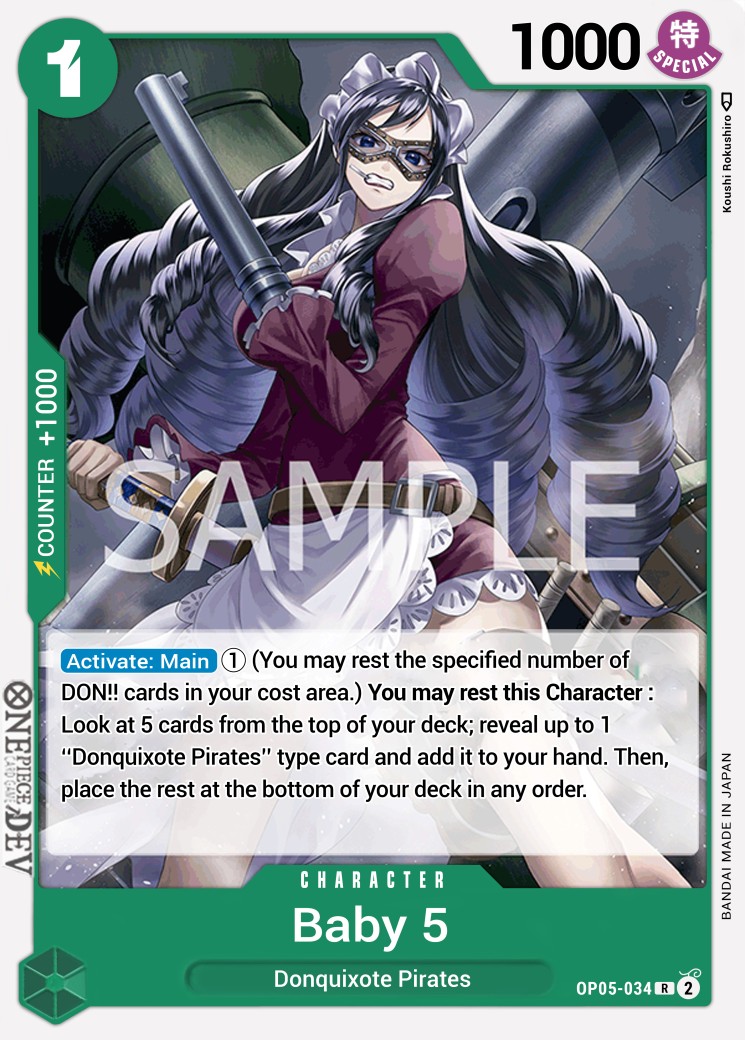 1
1000
特
SPECIAL
Koushi Rokushiro
COUNTER +1000
SAMPLE
Activate: Main ① (You may rest the specified number of
DON!! cards in your cost area.) You may rest this Character :
Look at 5 cards from the top of your deck; reveal up to 1
“Donquixote Pirates” type card and add it to your hand. Then,
place the rest at the bottom of your deck in any order.
ONE PIECE
CARD GAME
DEV
BANDAI MADE IN JAPAN
CHARACTER
Baby 5
Donquixote Pirates
OP05-034 R 2